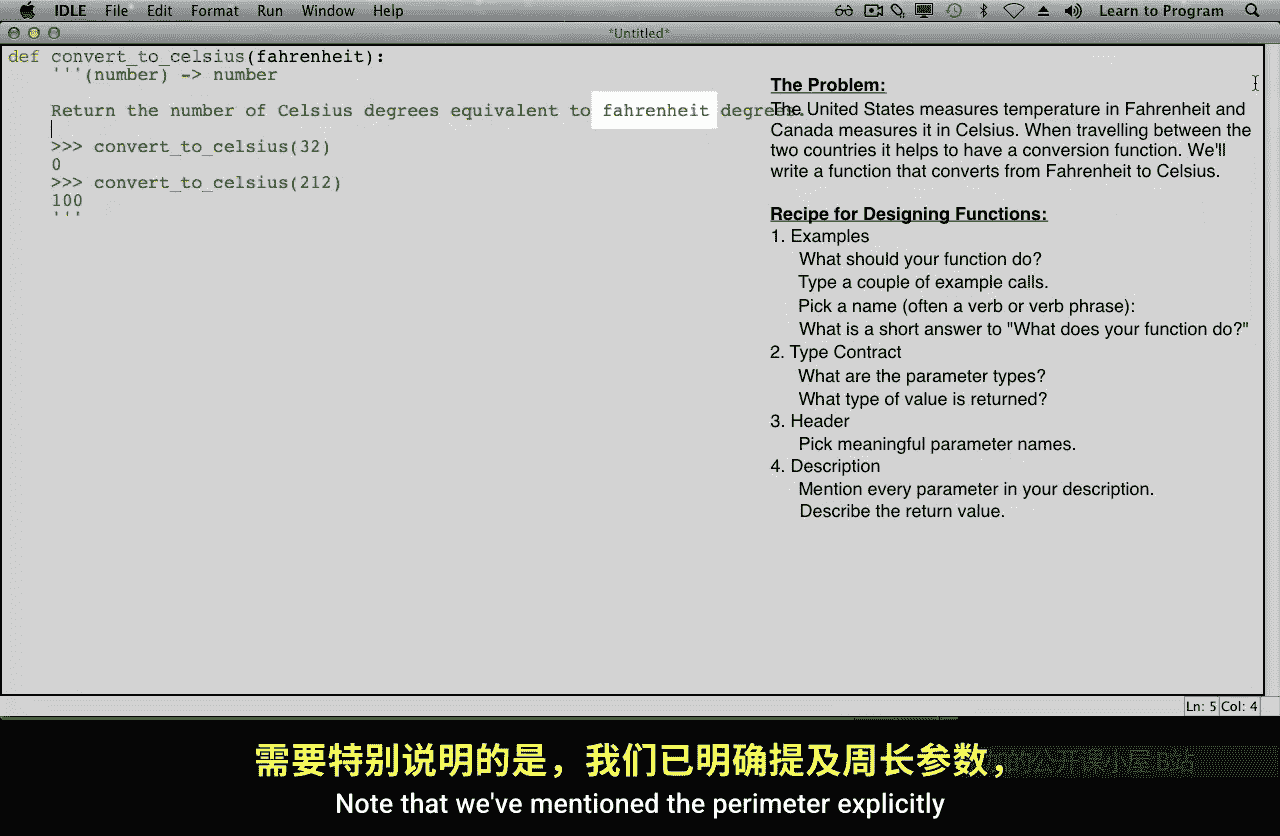 IDLE File Edit Format Run Window Help Learn to Program
*Untitled*
def convert_to_celsius(fahrenheit):
'''(number) -> number
Return the number of Celsius degrees equivalent to fahrenheit degrees.
>>> convert_to_celsius(32)
0
>>> convert_to_celsius(212)
100
'''
The Problem:
The United States measures temperature in Fahrenheit and
Canada measures it in Celsius. When travelling between the
two countries it helps to have a conversion function. We'll
write a function that converts from Fahrenheit to Celsius.
Recipe for Designing Functions:
1. Examples
What should your function do?
Type a couple of example calls.
Pick a name (often a verb or verb phrase):
What is a short answer to "What does your function do?"
2. Type Contract
What are the parameter types?
What type of value is returned?
3. Header
Pick meaningful parameter names.
4. Description
Mention every parameter in your description.
Describe the return value.
Ln: 5 Col: 4
需要特别说明的是，我们已明确提及周长参数，
的公开课小屋 B站
Note that we've mentioned the perimeter explicitly